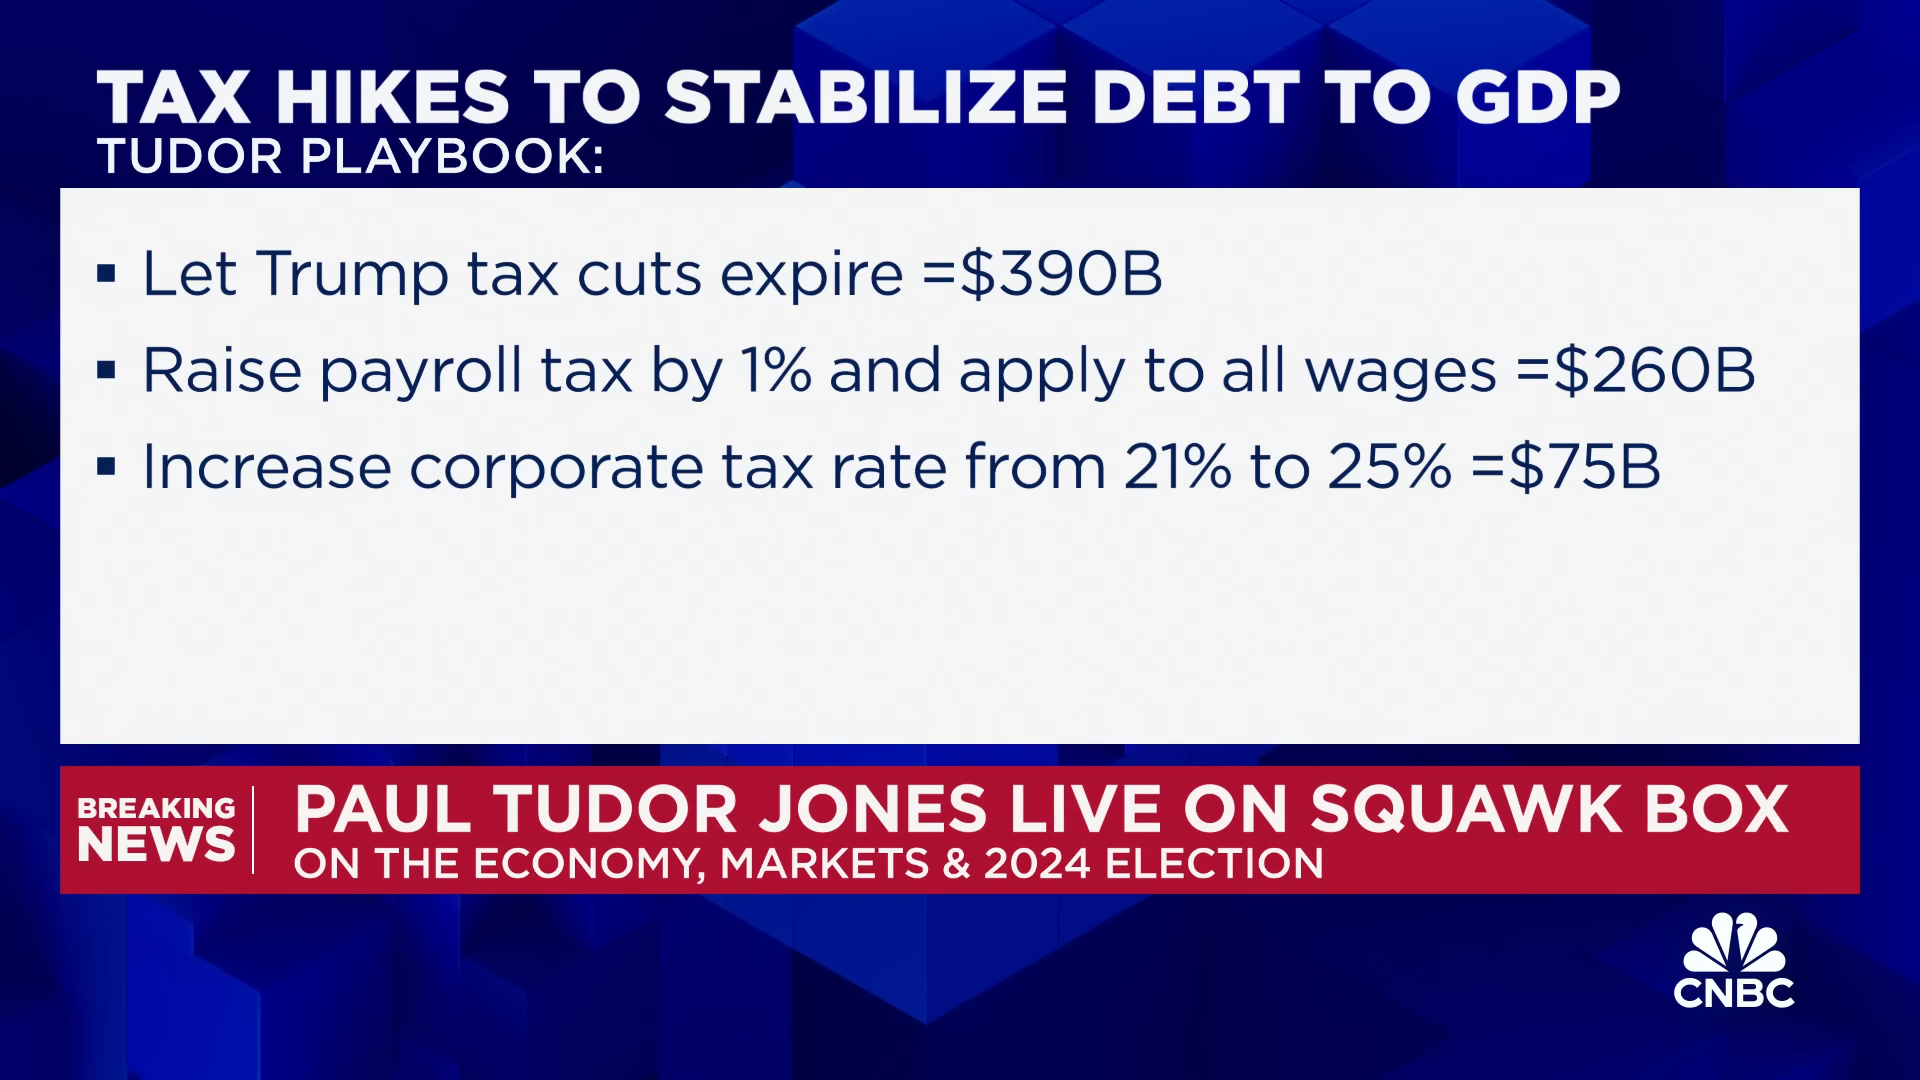 TAX HIKES TO STABILIZE DEBT TO GDP
TUDOR PLAYBOOK:
▪ Let Trump tax cuts expire =$390B
▪ Raise payroll tax by 1% and apply to all wages =$260B
▪ Increase corporate tax rate from 21% to 25% =$75B
BREAKING
NEWS
PAUL TUDOR JONES LIVE ON SQUAWK BOX
ON THE ECONOMY, MARKETS & 2024 ELECTION
CNBC